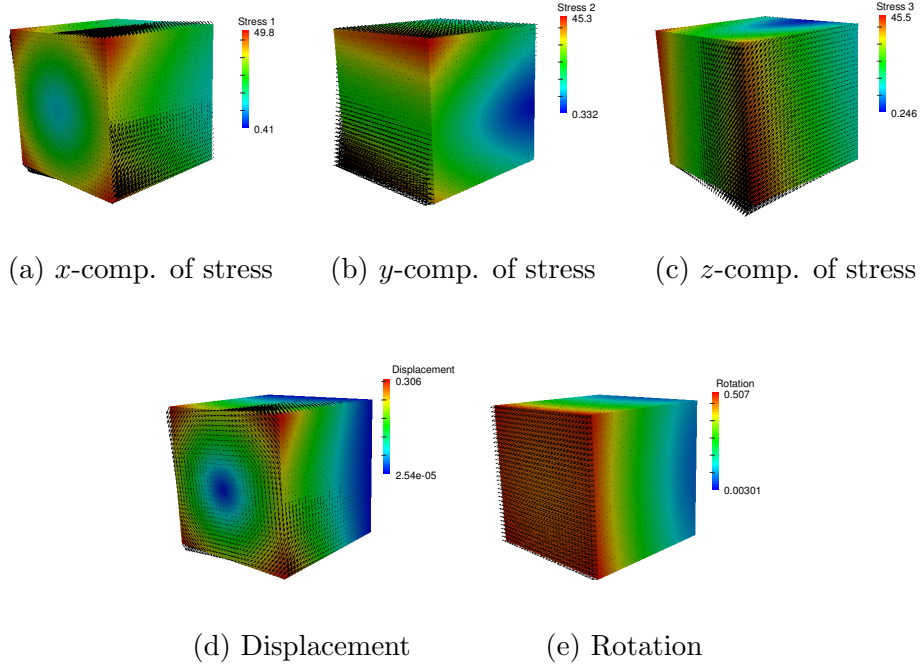 Stress 1
49.8
0.41
Stress 2
45.3
0.332
Stress 3
45.5
0.246
(a) x-comp. of stress
(b) y-comp. of stress
(c) z-comp. of stress
Displacement
0.306
2.54e-05
Rotation
0.507
0.00301
(d) Displacement
(e) Rotation